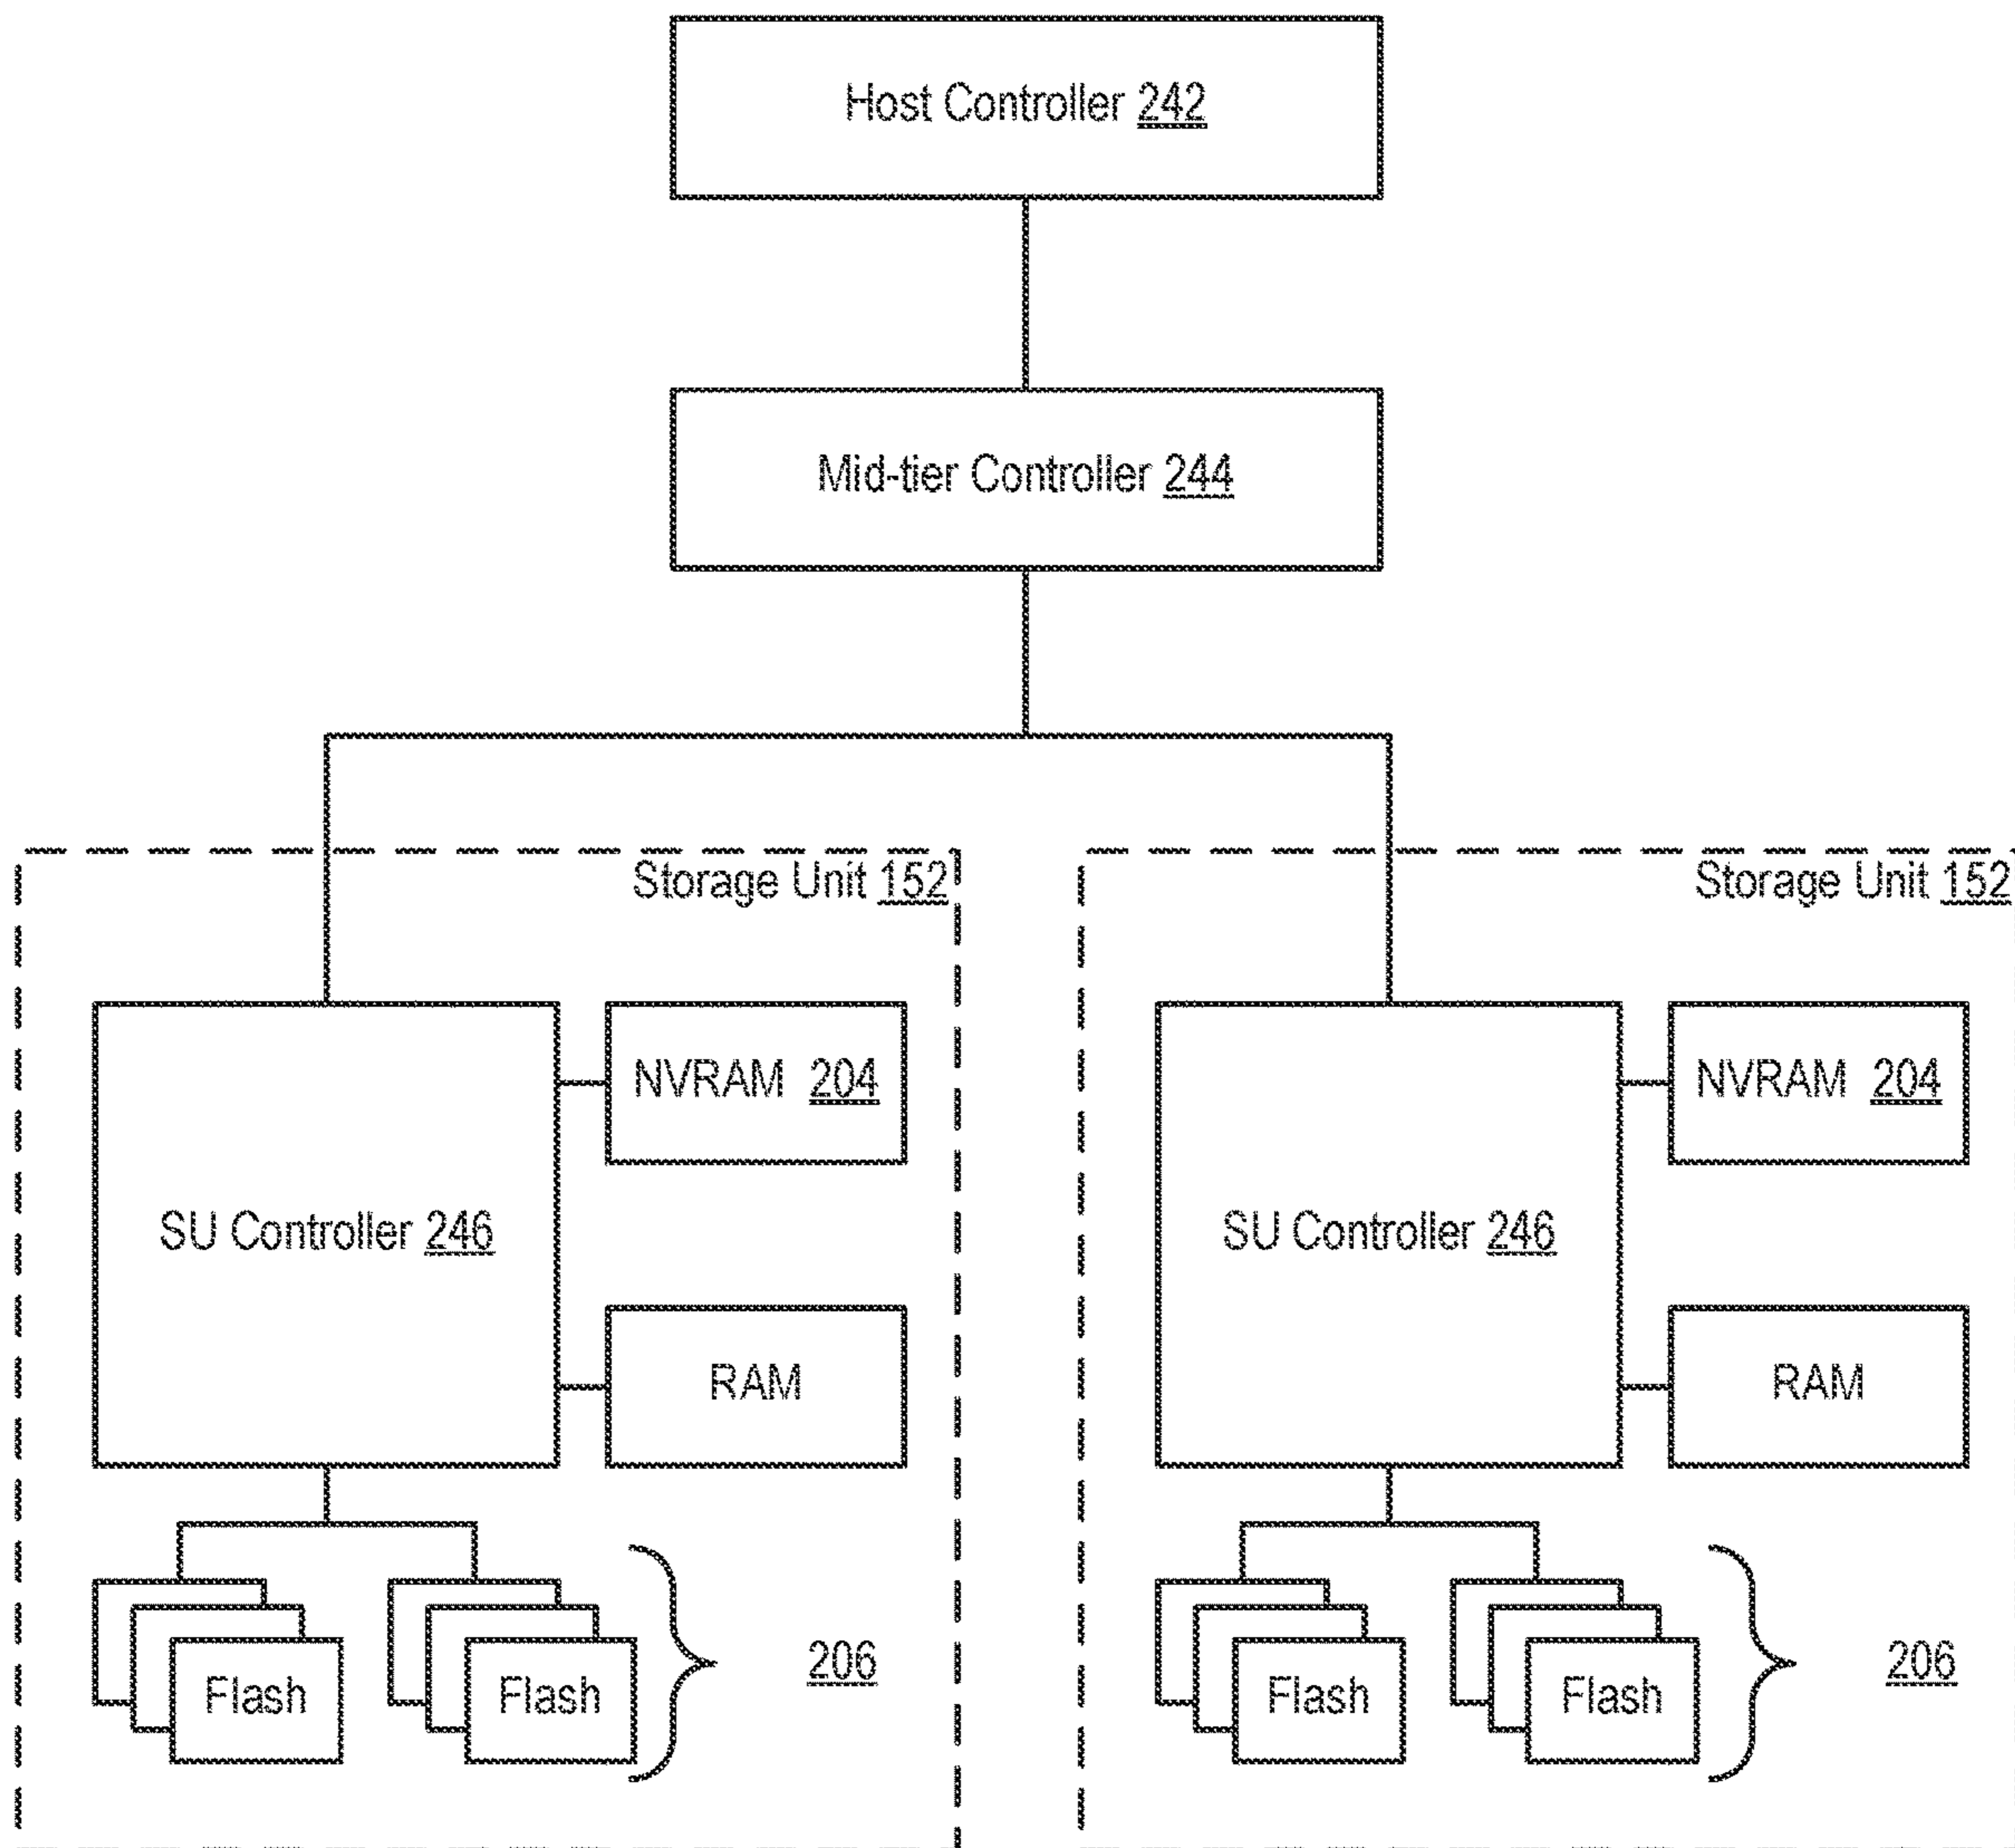 Host Controller 242
Mid-tier Controller 244
Storage Unit 152
Storage Unit 152
NVRAM 204
NVRAM 204
SU Controller 246
SU Controller 246
RAM
RAM
Flash
Flash
206
Flash
Flash
206